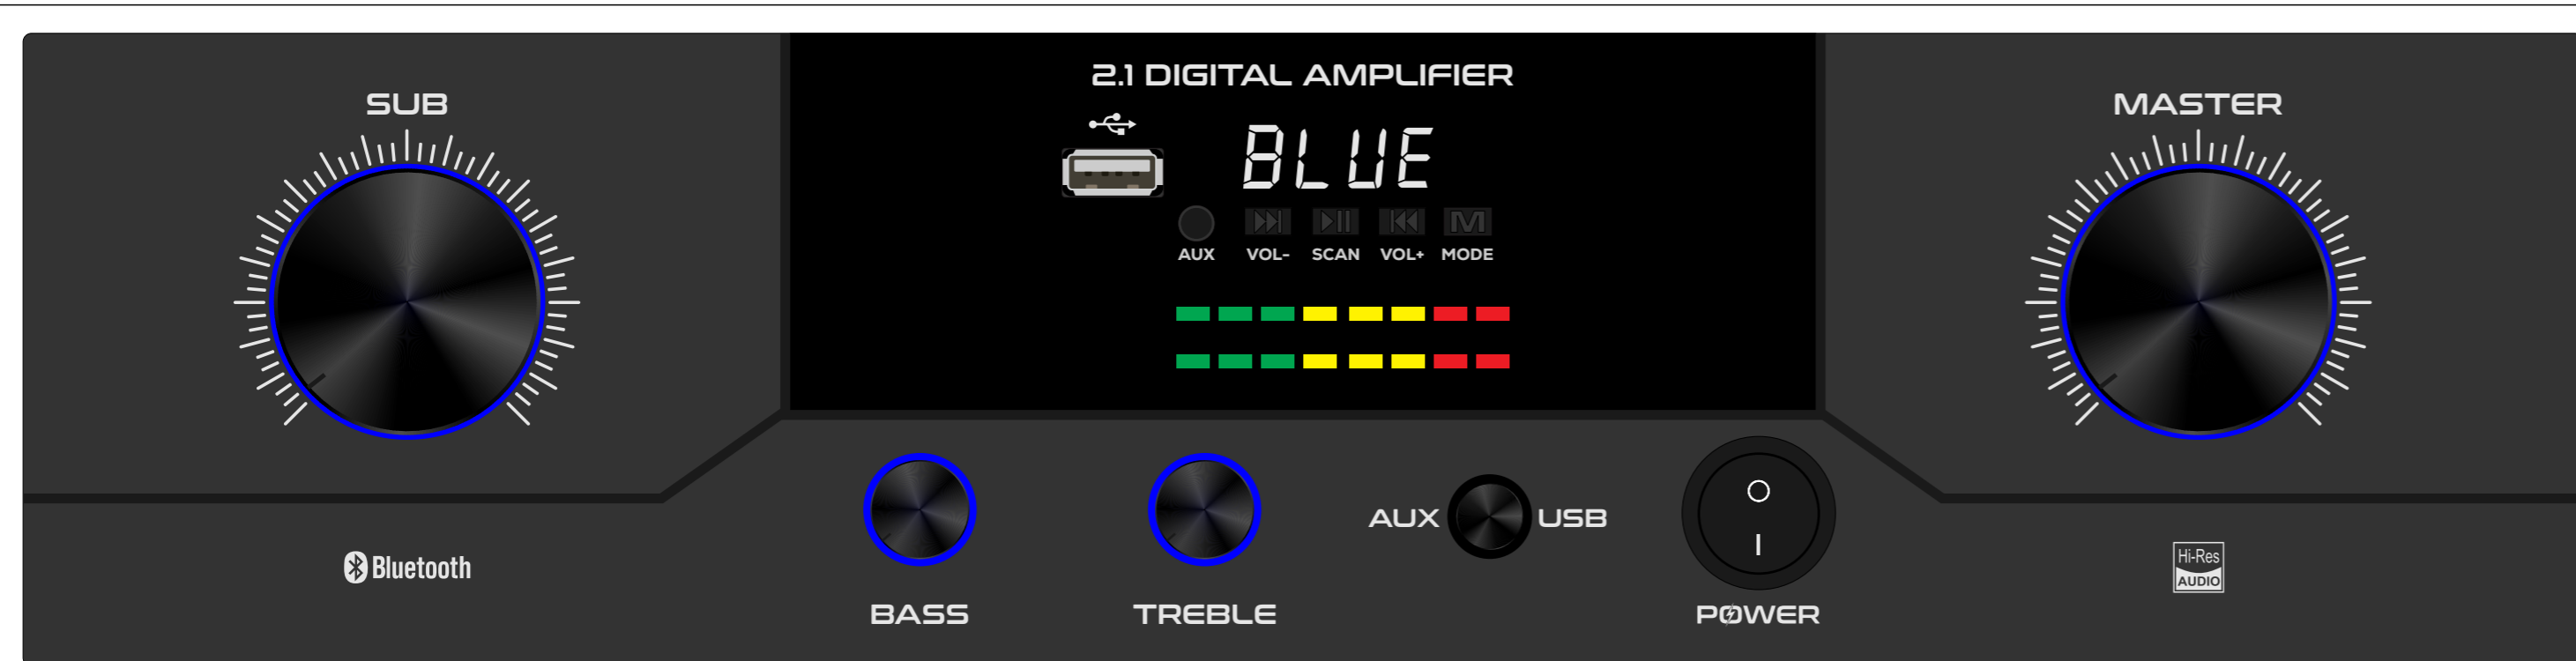 2.1 DIGITAL AMPLIFIER
SUB
MASTER
BLUE
M
AUX VOL- SCAN VOL+ MODE
AUX USB
Bluetooth
Hi-Res
AUDIO
BASS TREBLE POWER